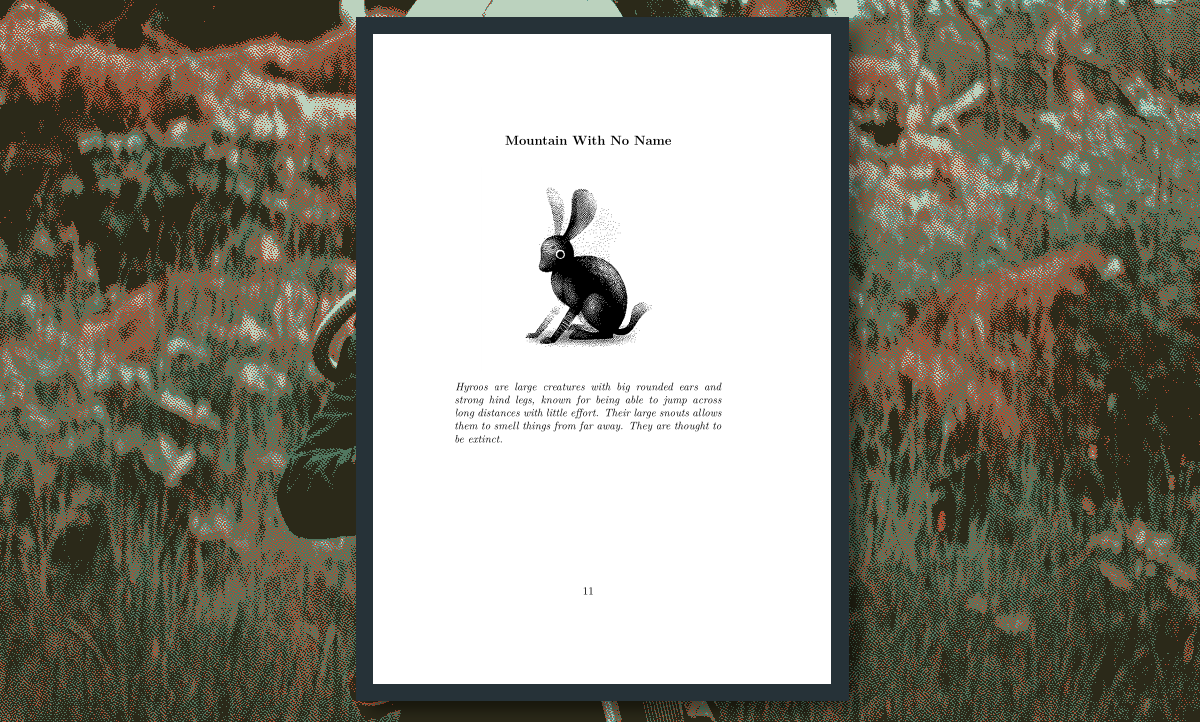 Mountain With No Name
Hyroos are large creatures with big rounded ears and
strong hind legs, known for being able to jump across
long distances with little effort. Their large snouts allows
them to smell things from far away. They are thought to
be extinct.
11